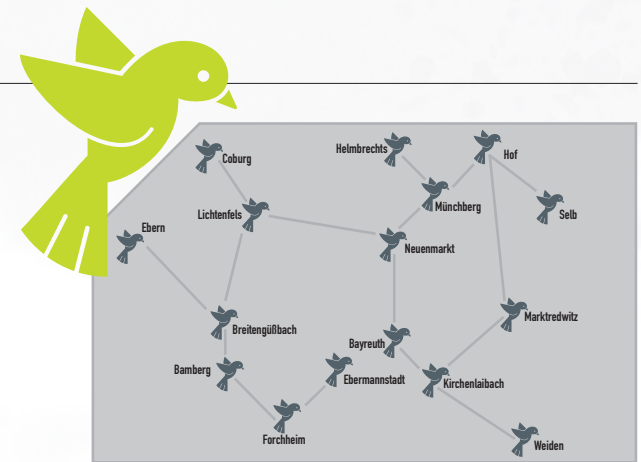 Coburg
Helmbrechts
Hof
Münchberg
Selb
Lichtenfels
Ebern
Neuenmarkt
Breitengüßbach
Marktredwitz
Bayreuth
Bamberg
Ebermannstadt
Kirchenlaibach
Forchheim
Weiden